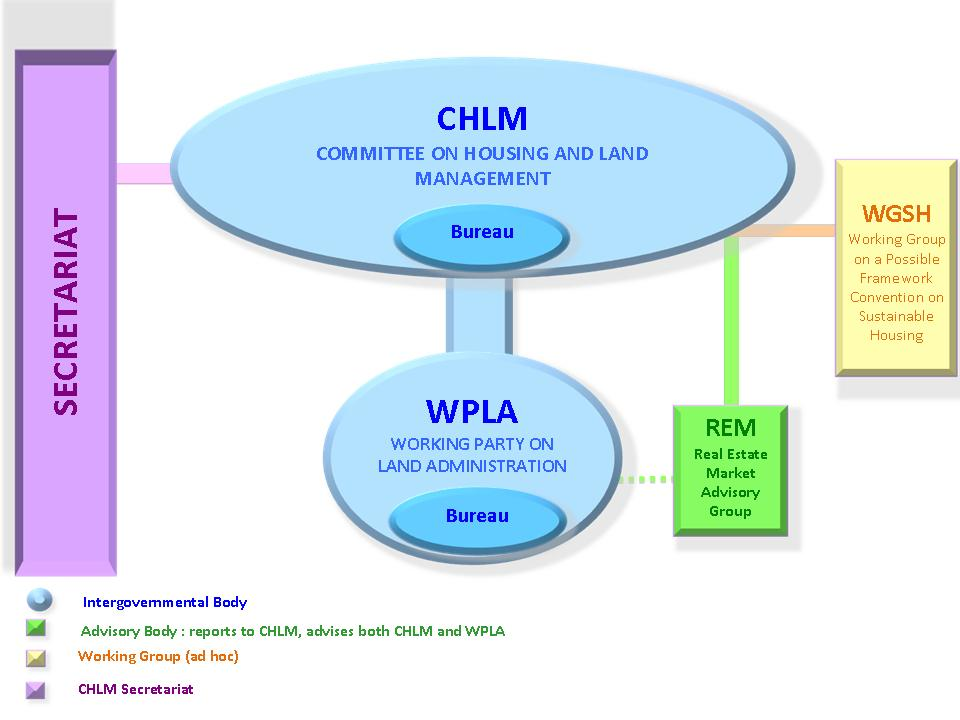 SECRETARIAT
CHLM
COMMITTEE ON HOUSING AND LAND
MANAGEMENT
Bureau
WGSH
Working Group
on a Possible
Framework
Convention on
Sustainable
Housing
WPLA
WORKING PARTY ON
LAND ADMINISTRATION
Bureau
REM
Real Estate
Market
Advisory
Group
Intergovernmental Body
Advisory Body : reports to CHLM, advises both CHLM and WPLA
Working Group (ad hoc)
CHLM Secretariat